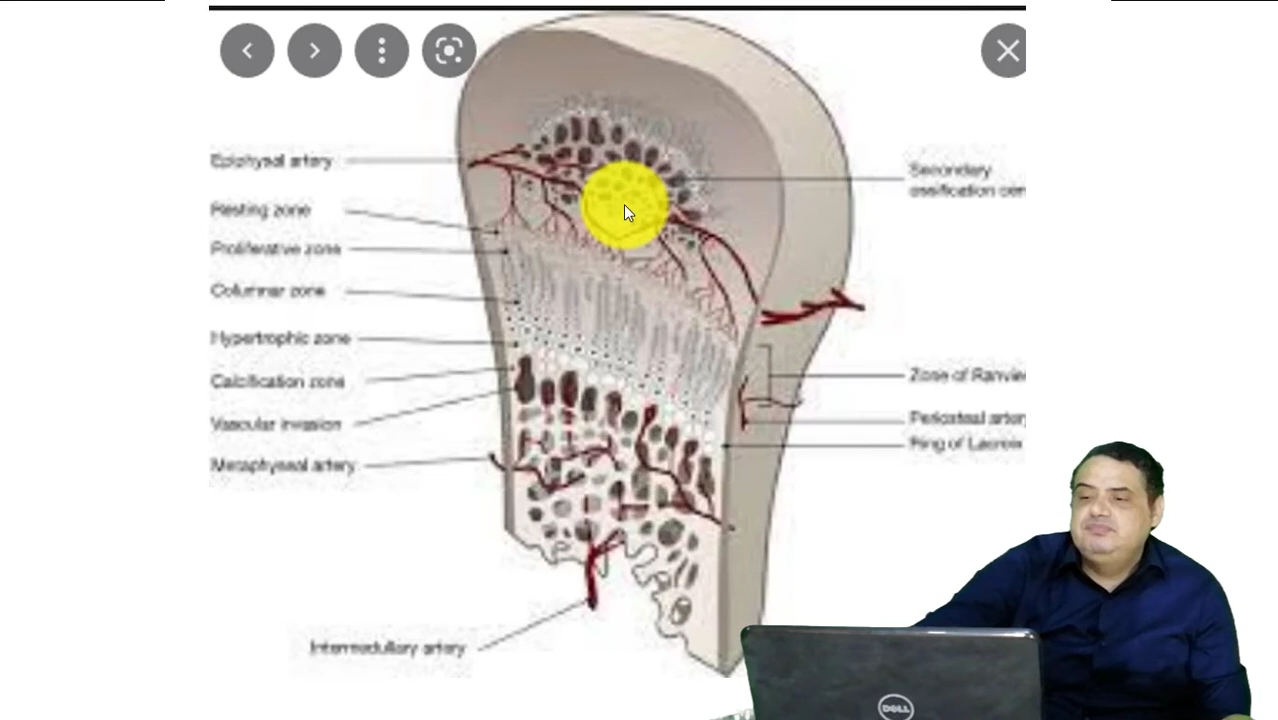 Epiphysal artery
Resting zone
Proliferative zone
Columnar zone
Hypertrophic zone
Calcification zone
Vascular invasion
Metaphyseal artery
Intermedullary artery
Secondary
ossification cen
Zone of Ranvie
Periosteal arter
Ring of Lacroix
DELL